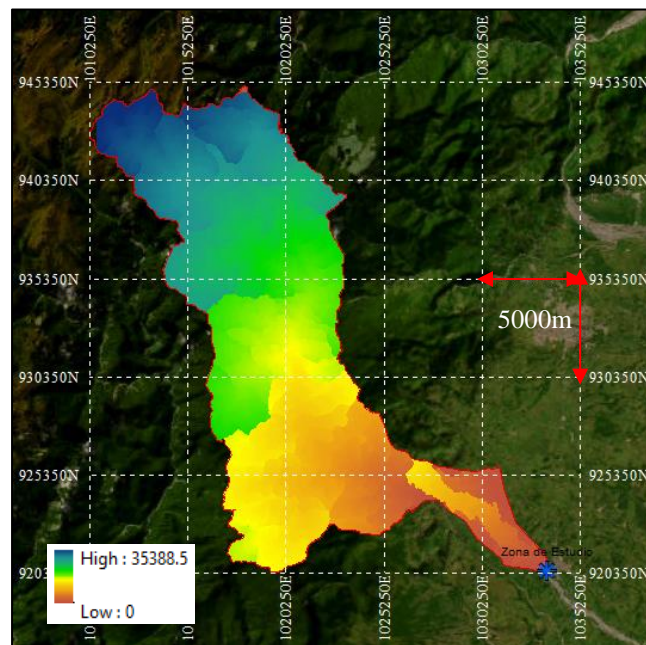 1010250E
1015250E
1020250E
1025250E
1030250E
1035250E
945350N 945350N
940350N 940350N
935350N 935350N
5000m
930350N 930350N
925350N 925350N
Zona de Estudio
High : 35388.5
Low : 0
920350N
1020250E
1025250E
1030250E
1035250E